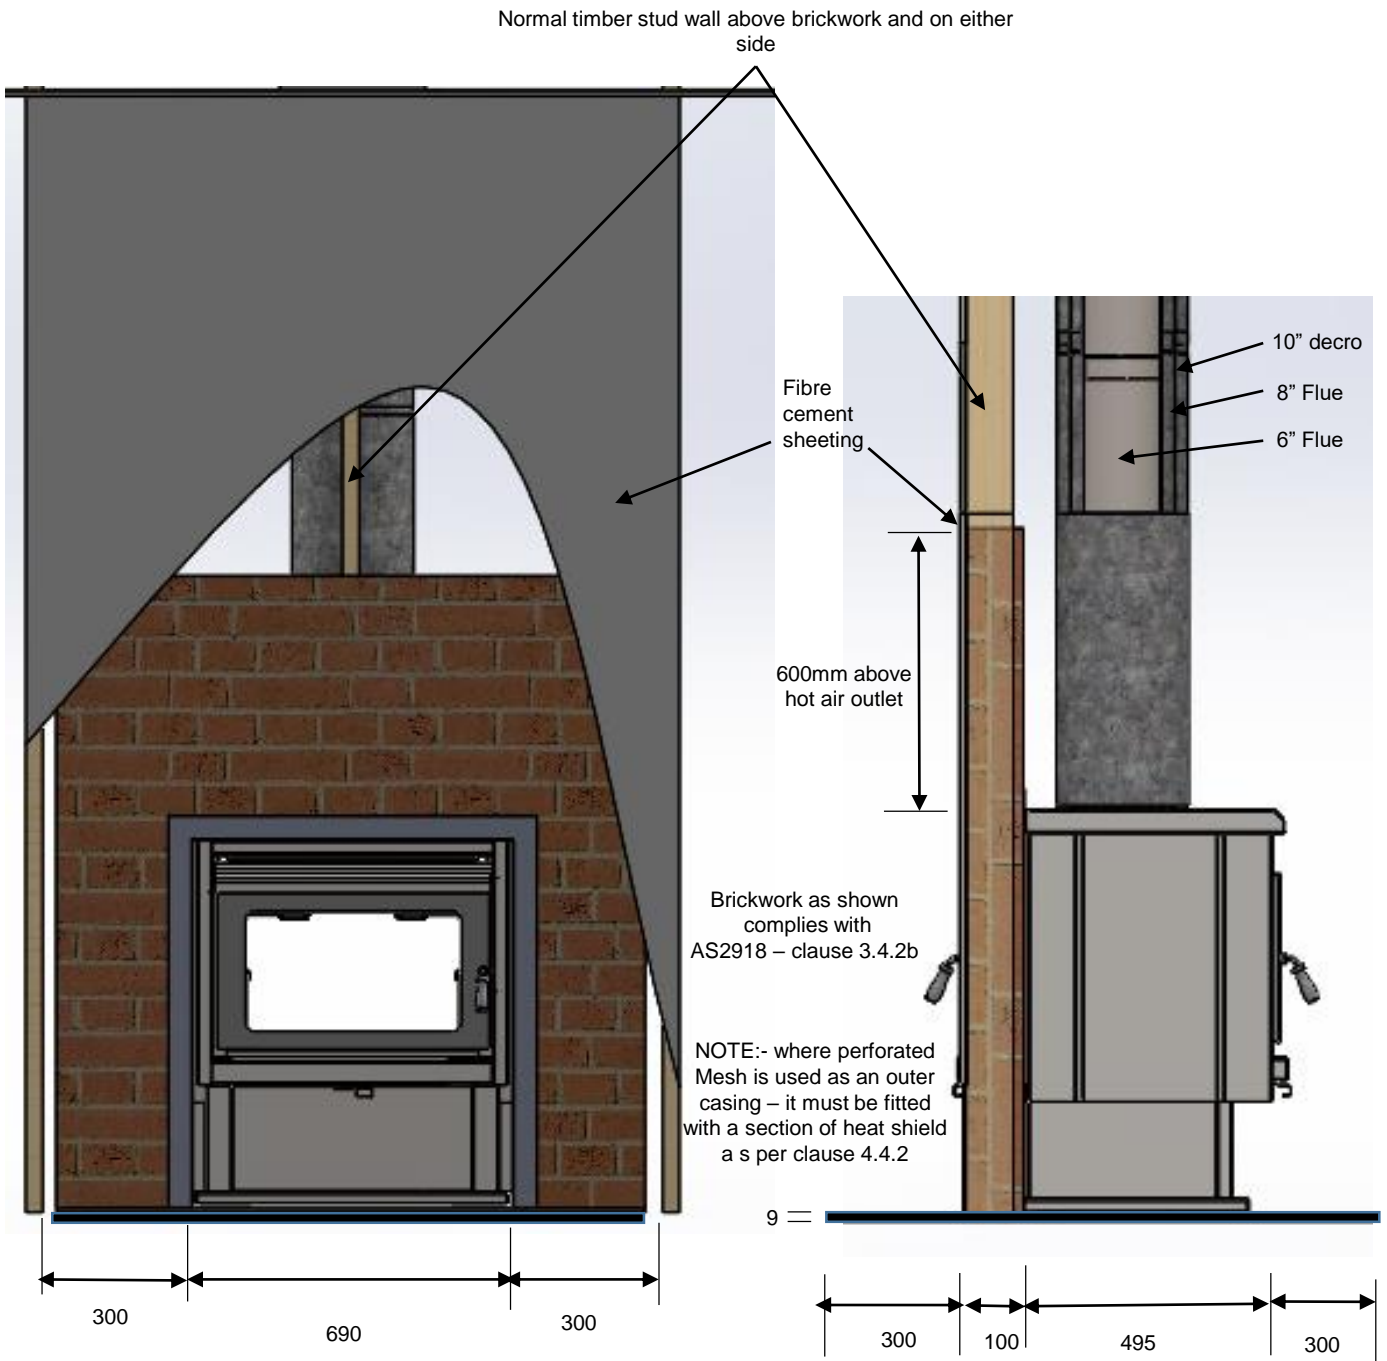 Normal timber stud wall above brickwork and on either
side
10” decro
8” Flue
6” Flue
Fibre
cement
sheeting
600mm above
hot air outlet
Brickwork as shown
complies with
AS2918 – clause 3.4.2b
NOTE:- where perforated
Mesh is used as an outer
casing – it must be fitted
with a section of heat shield
a s per clause 4.4.2
9
300
690
300
300
100
495
300